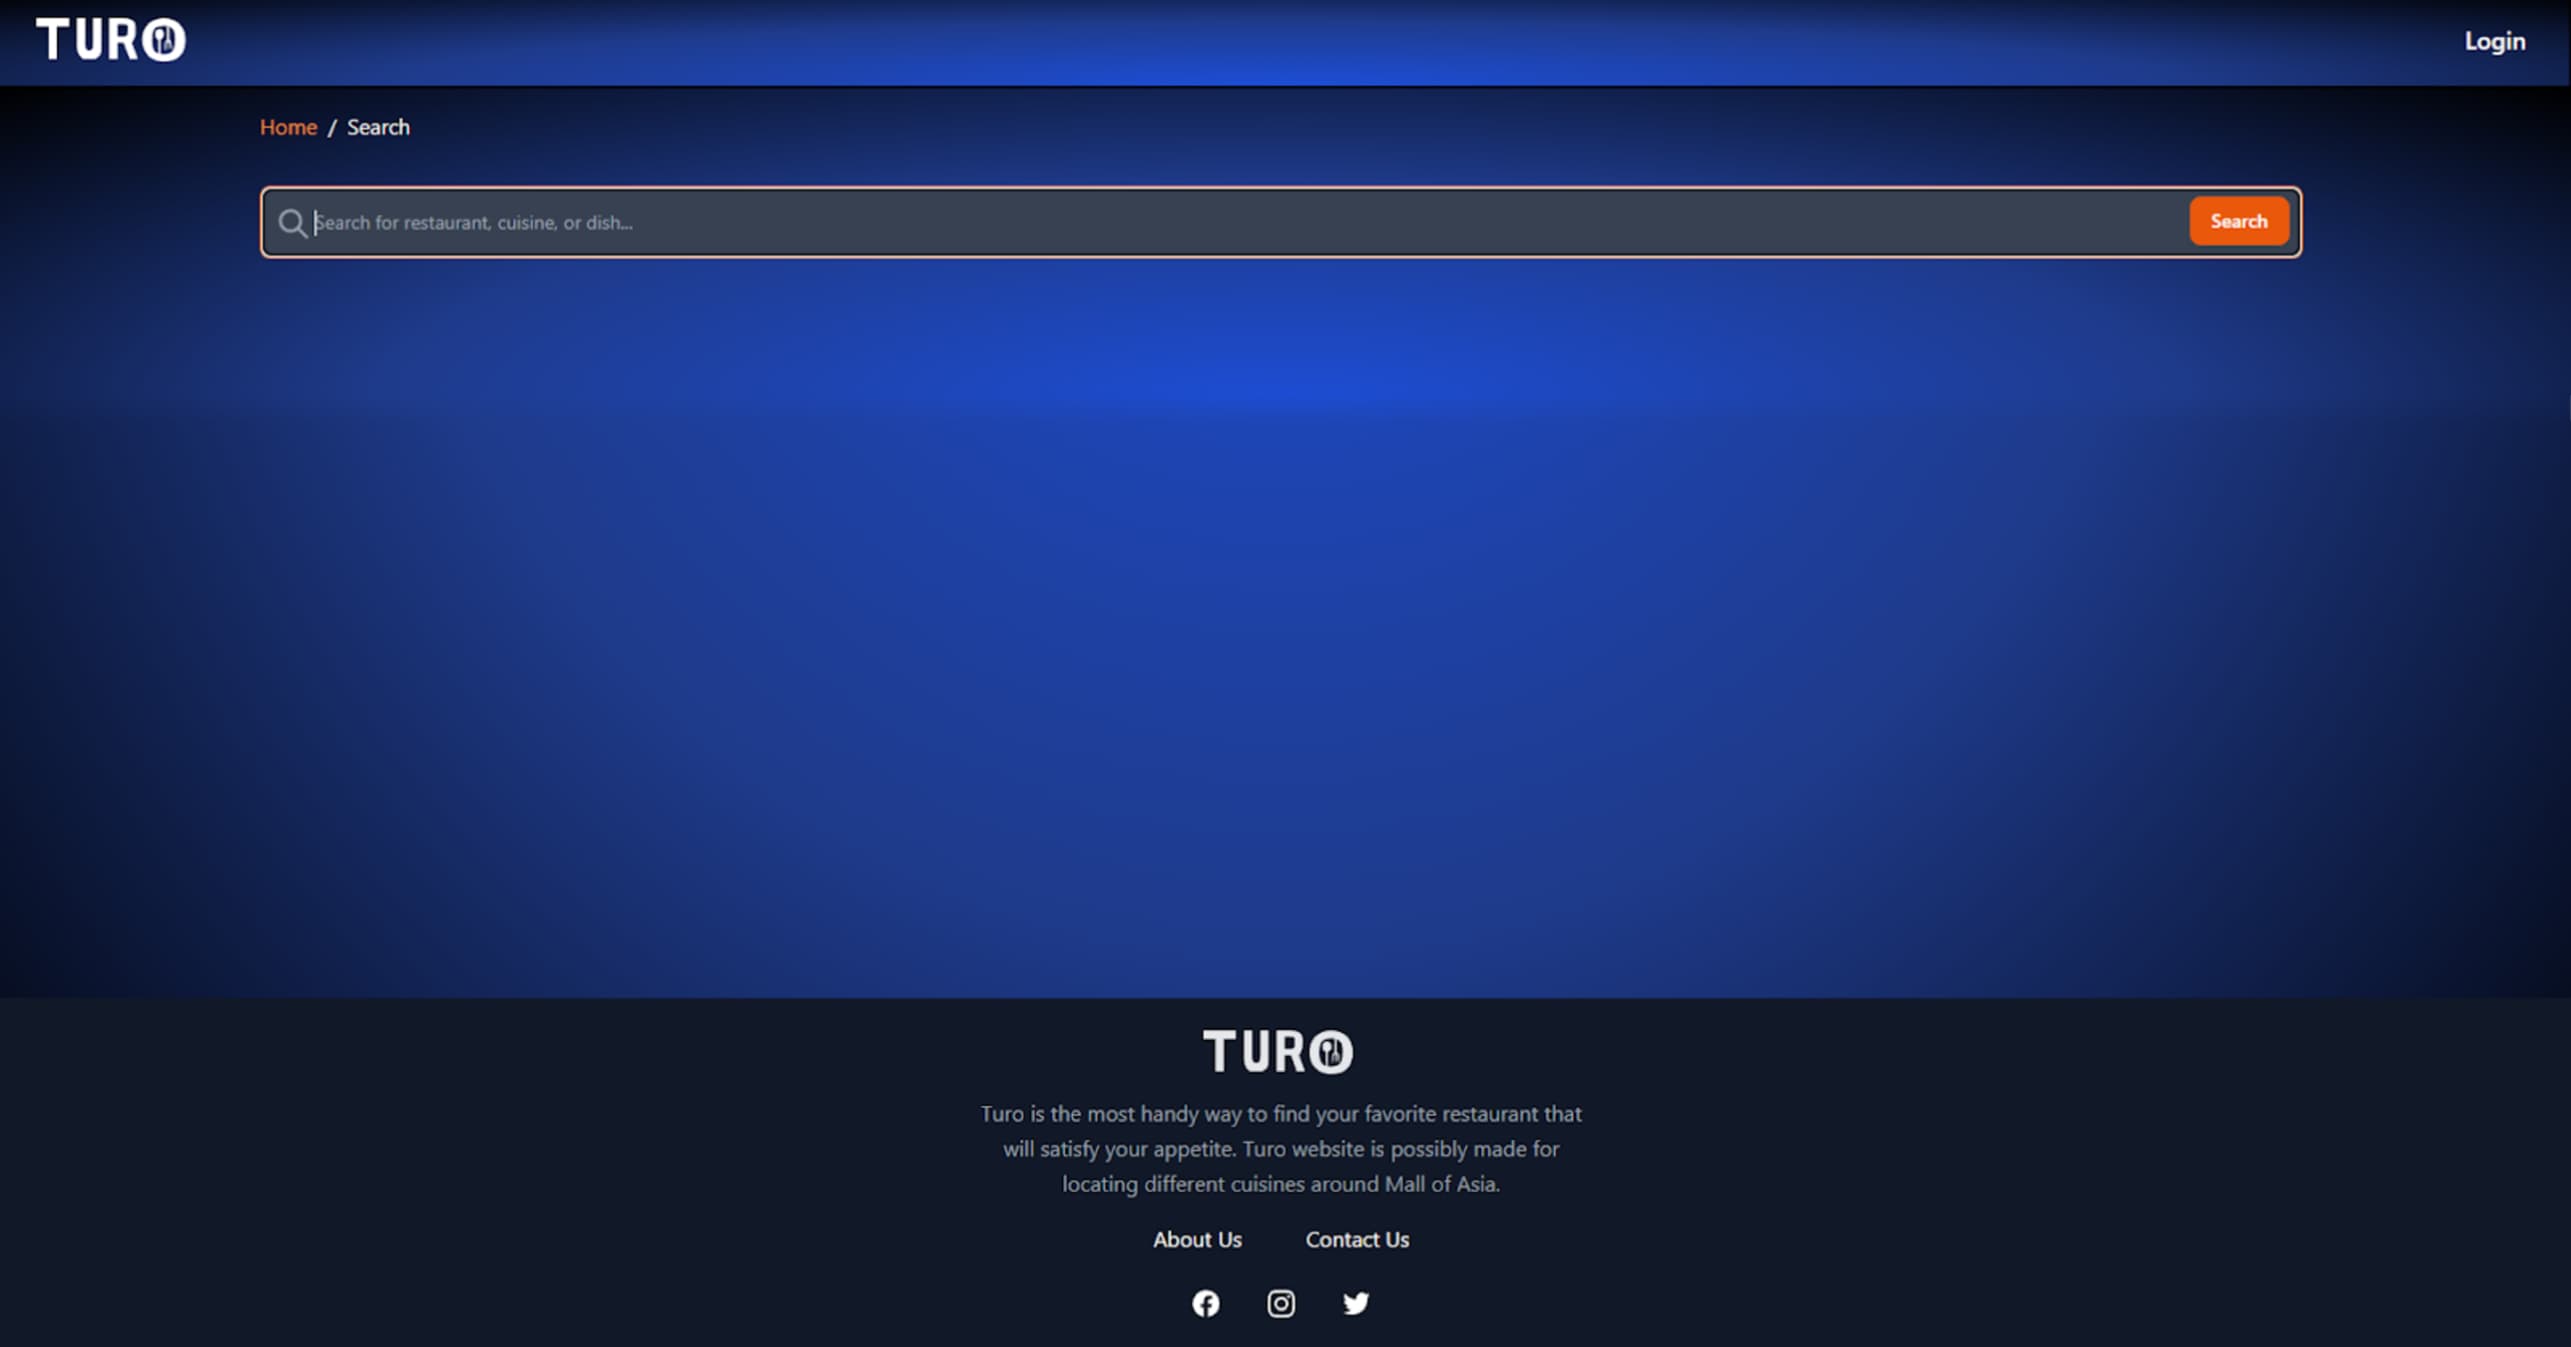 TURO
Login
Home / Search
Search for restaurant, cuisine, or dish...
Search
TURO
Turo is the most handy way to find your favorite restaurant that
will satisfy your appetite. Turo website is possibly made for
locating different cuisines around Mall of Asia.
About Us
Contact Us